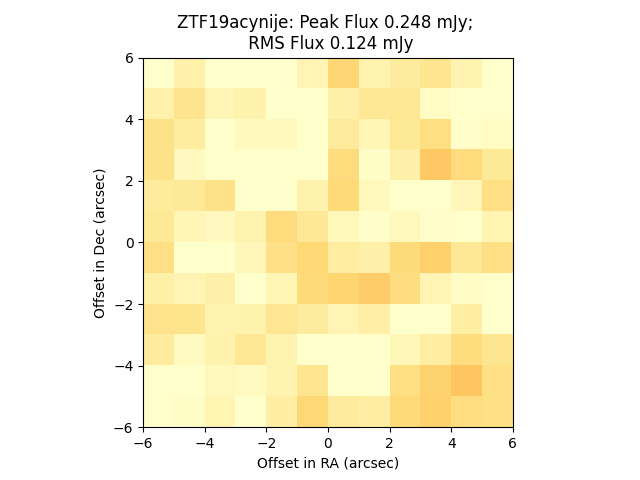 ZTF19acynije: Peak Flux 0.248 mJy;
RMS Flux 0.124 mJy
6
4
2
0
−2
−4
−6
Offset in Dec (arcsec)
−6 −4 −2 0 2 4 6
Offset in RA (arcsec)